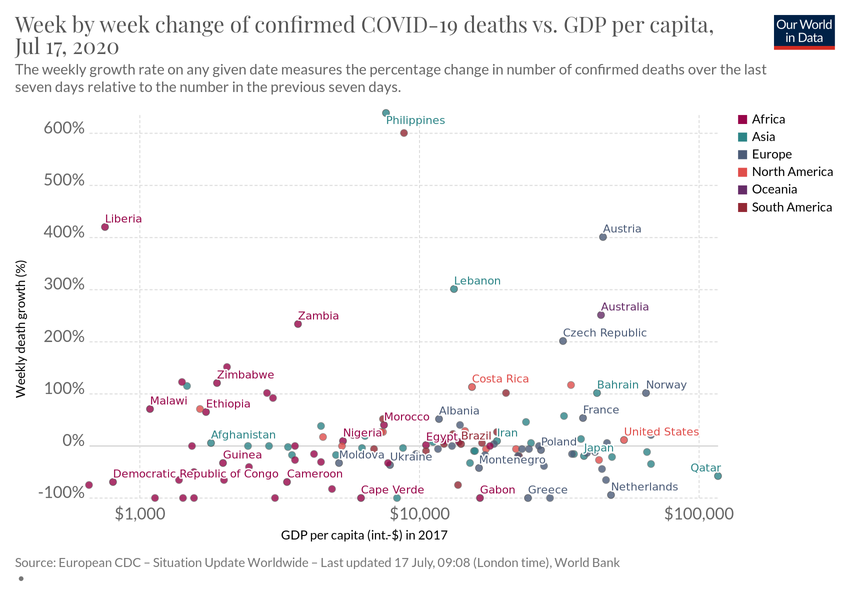 Week by week change of confirmed COVID-19 deaths vs. GDP per capita,
Jul 17, 2020
Our World
in Data
The weekly growth rate on any given date measures the percentage change in number of confirmed deaths over the last
seven days relative to the number in the previous seven days.
Africa
Asia
Europe
North America
Oceania
South America
600%
500%
400%
300%
200%
100%
0%
-100%
Weekly death growth (%)
Philippines
Liberia
Austria
Lebanon
Australia
Zambia
Czech Republic
Zimbabwe
Costa Rica
Bahrain
Norway
Malawi
Ethiopia
Morocco
Albania
France
Afghanistan
Nigeria
Egypt
Brazil
Iran
United States
Guinea
Moldova
Ukraine
Poland
Japan
Montenegro
Democratic Republic of Congo
Cameroon
Qatar
Cape Verde
Gabon
Greece
Netherlands
$1,000
$10,000
$100,000
GDP per capita (int.-$) in 2017
Source: European CDC – Situation Update Worldwide – Last updated 17 July, 09:08 (London time), World Bank